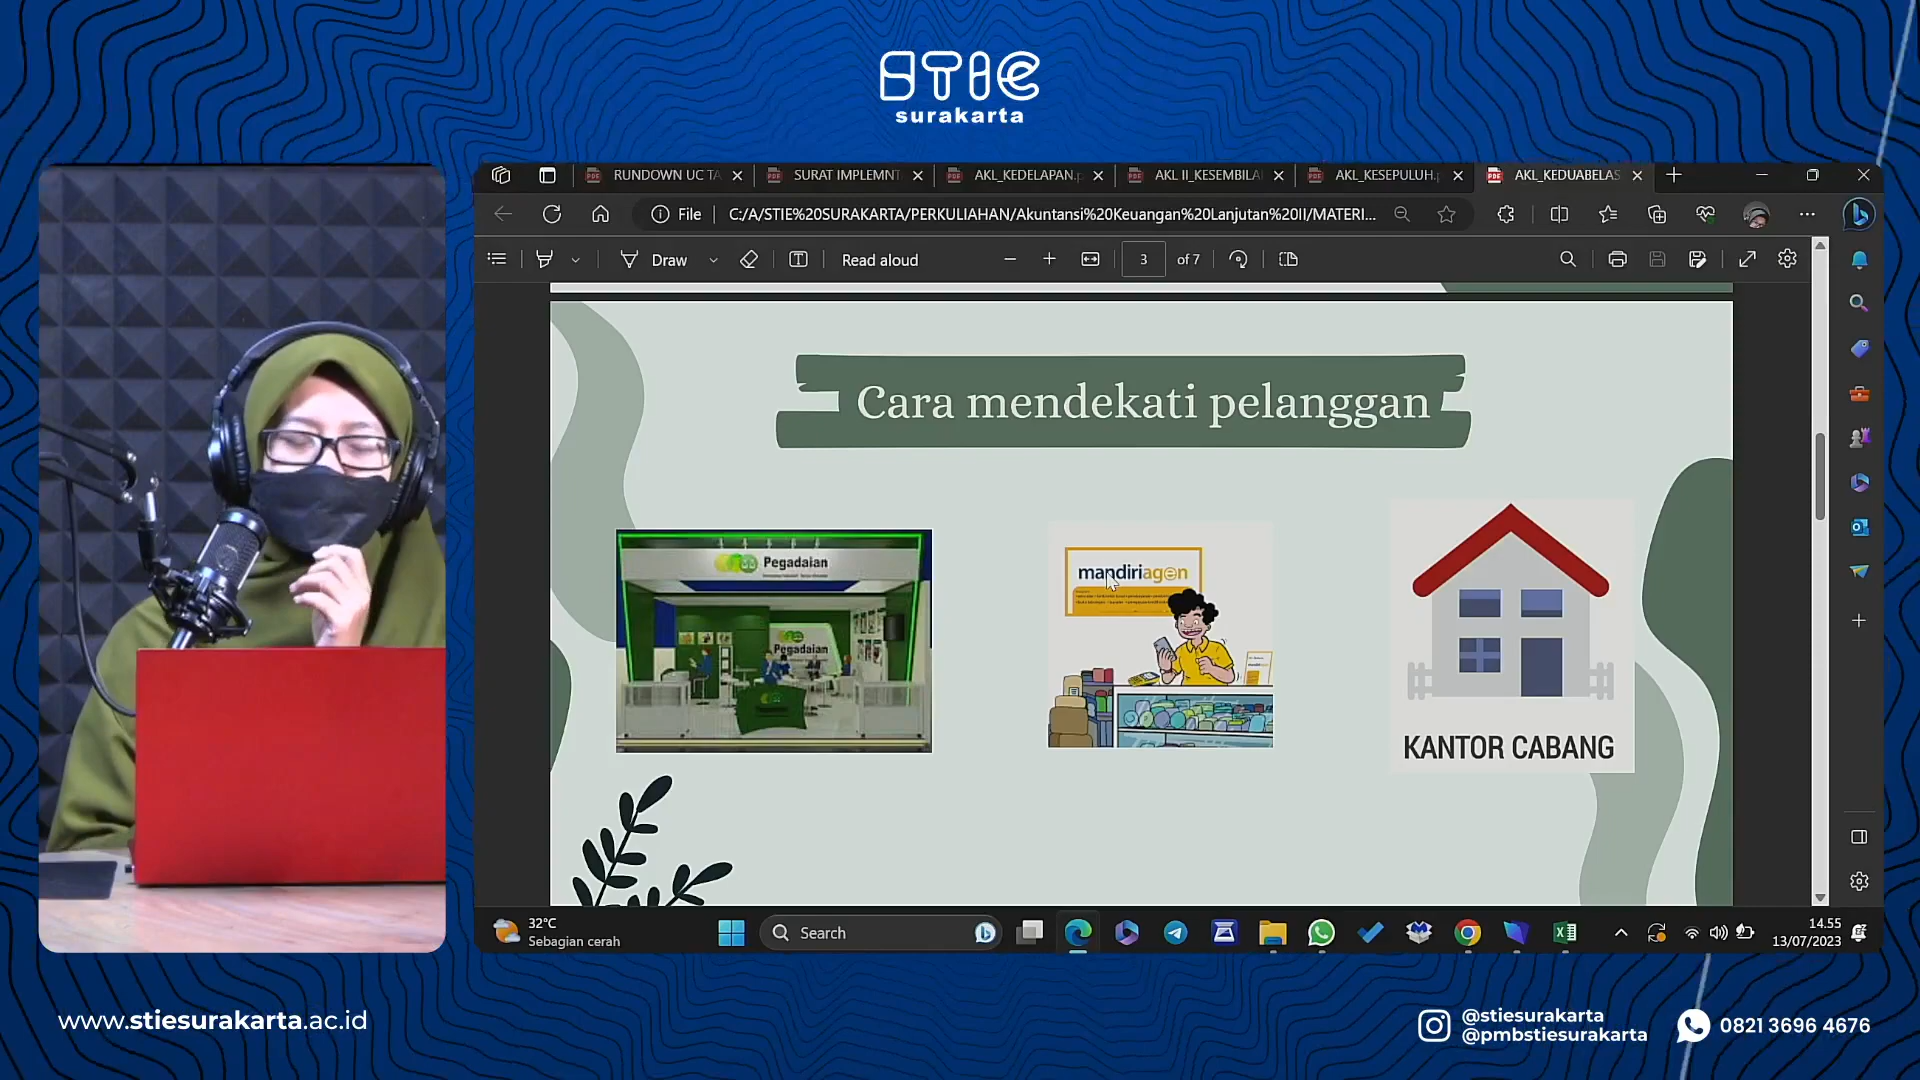 STIE
surakarta
RUNDOWN UC TA
SURAT IMPLEMNT
AKL_KEDELAPAN.p
AKL II_KESEMBILA
AKL_KESEPULUH.p
AKL_KEDUABELAS
File
C:/A/STIE%20SURAKARTA/PERKULIAHAN/Akuntansi%20Keuangan%20Lanjutan%20II/MATERI...
Draw
Read aloud
3
of 7
Cara mendekati pelanggan
Pegadaian
Pegadaian
mandiriagen
KANTOR CABANG
32°C
Sebagian cerah
Search
14.55
13/07/2023
www.stiesurakarta.ac.id
@stiesurakarta
@pmbstiesurakarta
0821 3696 4676